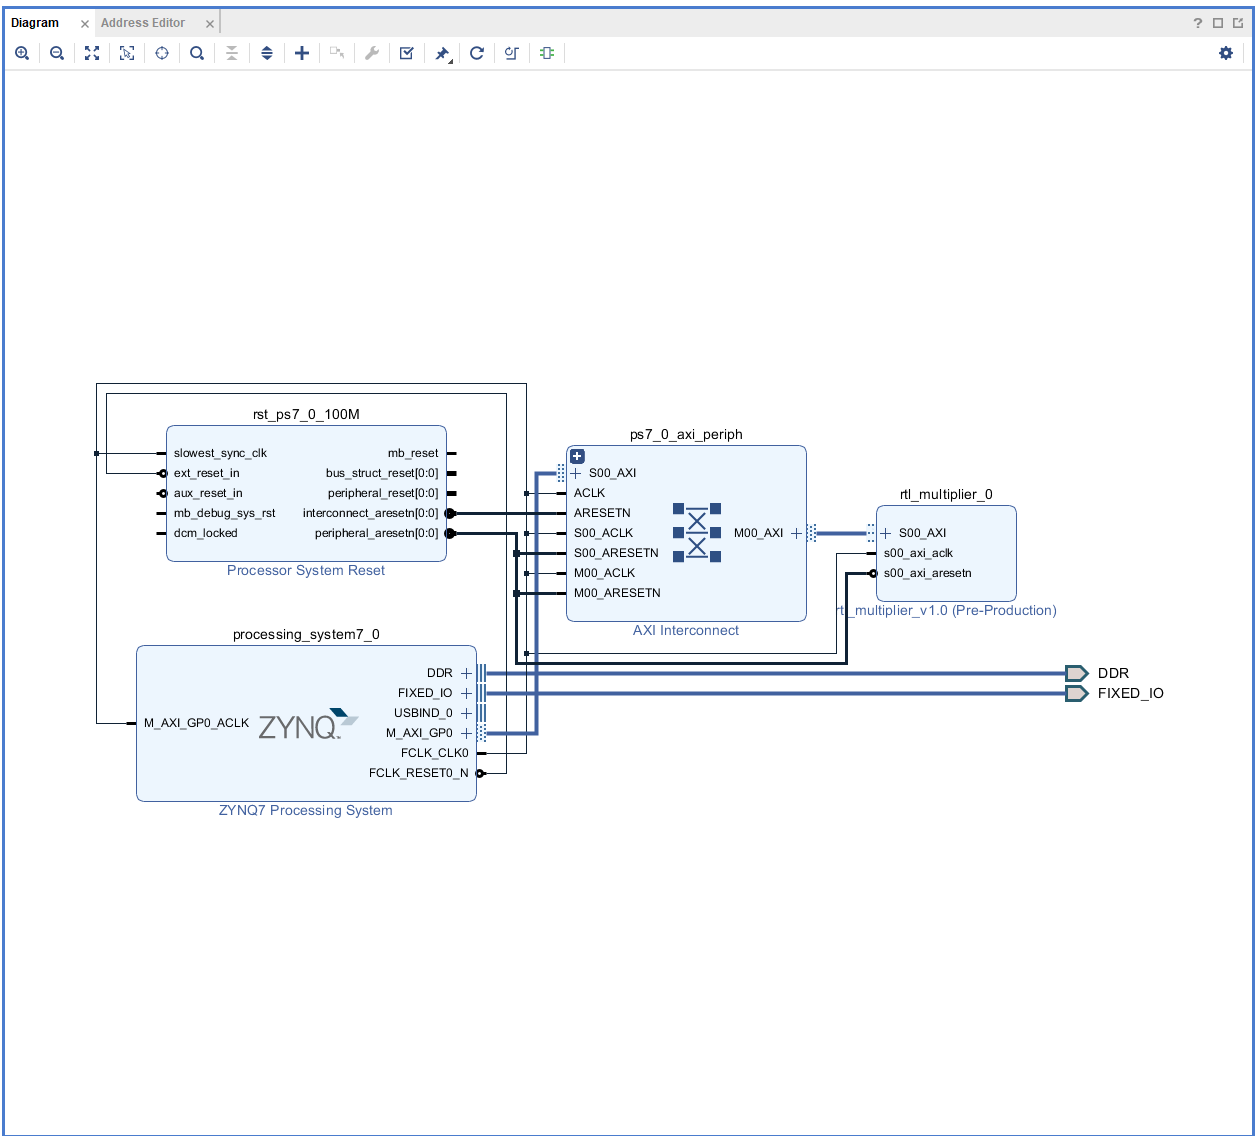 Diagram
Address Editor
?
rst_ps7_0_100M
slowest_sync_clk
mb_reset
ext_reset_in
bus_struct_reset[0:0]
aux_reset_in
peripheral_reset[0:0]
mb_debug_sys_rst
interconnect_aresetn[0:0]
dcm_locked
peripheral_aresetn[0:0]
Processor System Reset
ps7_0_axi_periph
S00_AXI
ACLK
ARESETN
S00_ACLK
M00_AXI
S00_ARESETN
M00_ACLK
M00_ARESETN
AXI Interconnect
rtl_multiplier_0
S00_AXI
s00_axi_aclk
s00_axi_aresetn
rtl_multiplier_v1.0 (Pre-Production)
processing_system7_0
DDR
FIXED_IO
USBIND_0
M_AXI_GP0_ACLK
ZYNQ
M_AXI_GP0
FCLK_CLK0
FCLK_RESET0_N
ZYNQ7 Processing System
DDR
FIXED_IO